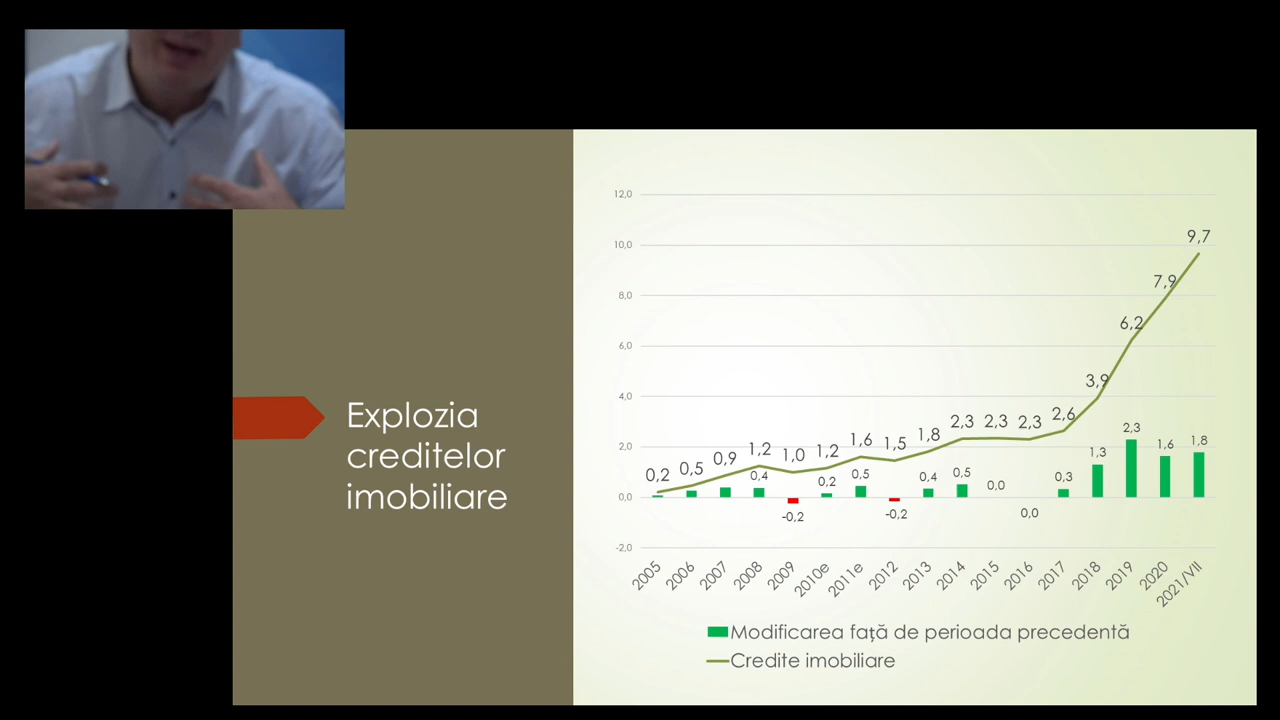 Explozia
creditelor
imobiliare
12,0
10,0
8,0
6,0
4,0
2,0
0,0
-2,0
0,2 0,5 0,9 1,2 1,0 1,2 1,6 1,5 1,8 2,3 2,3 2,3 2,6 3,9 6,2 7,9 9,7
0,4 -0,2 0,2 0,5 -0,2 0,4 0,5 0,0 0,0 0,3 1,3 2,3 1,6 1,8
2005 2006 2007 2008 2009 2010e 2011e 2012 2013 2014 2015 2016 2017 2018 2019 2020 2021/VII
Modificarea față de perioada precedentă
Credite imobiliare